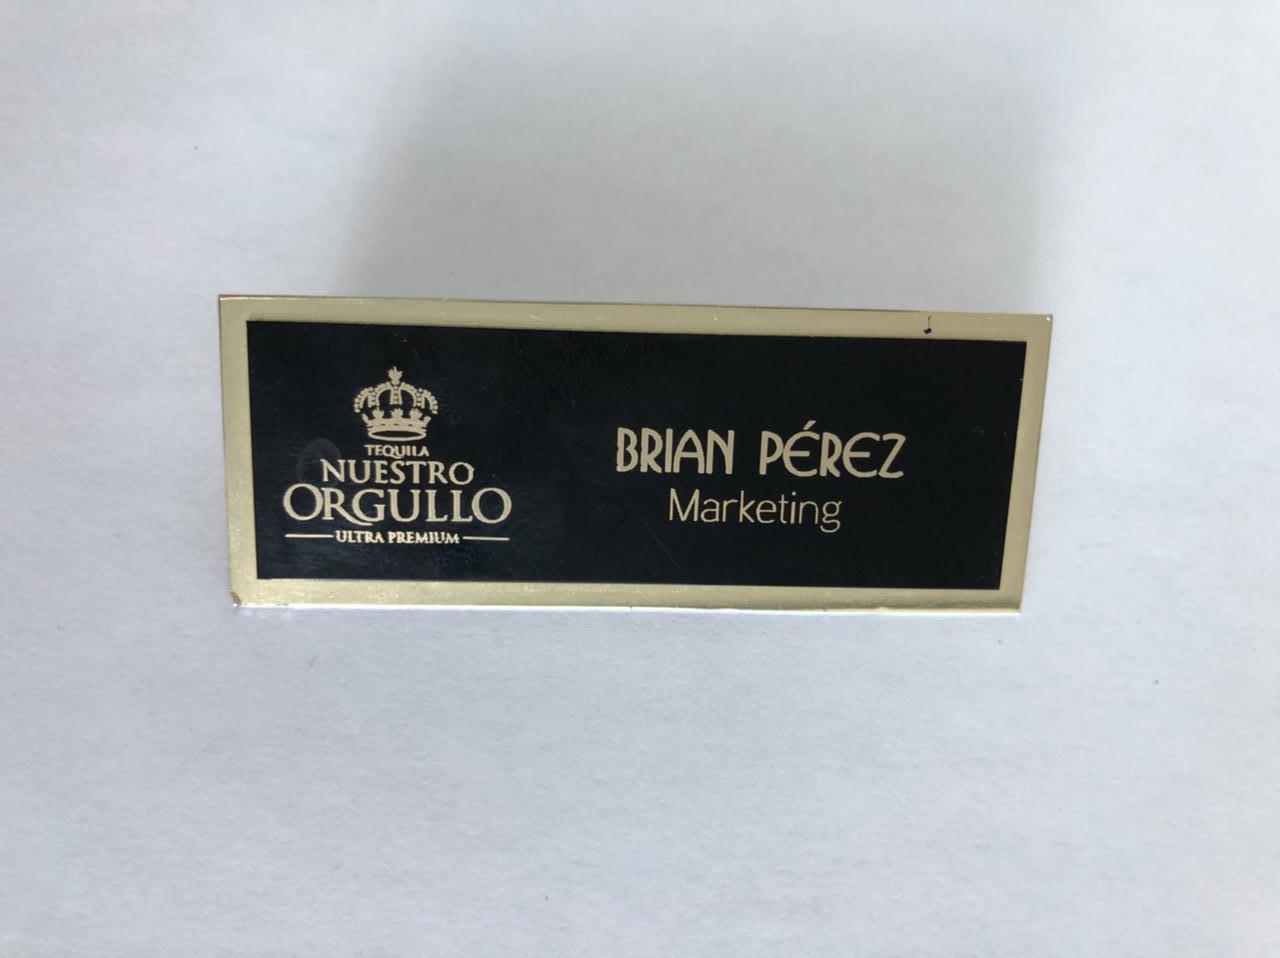 TEQUILA
NUESTRO
ORGULLO
ULTRA PREMIUM
BRIAN PÉREZ
Marketing